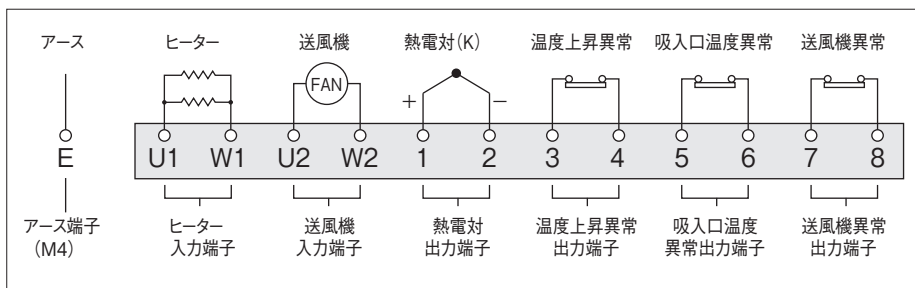 アース
ヒーター
送風機
熱電対(K)
温度上昇異常
吸入口温度異常
送風機異常
FAN
+
−
E
U1
W1
U2
W2
1
2
3
4
5
6
7
8
アース端子
(M4)
ヒーター
入力端子
送風機
入力端子
熱電対
出力端子
温度上昇異常
出力端子
吸入口温度
異常出力端子
送風機異常
出力端子